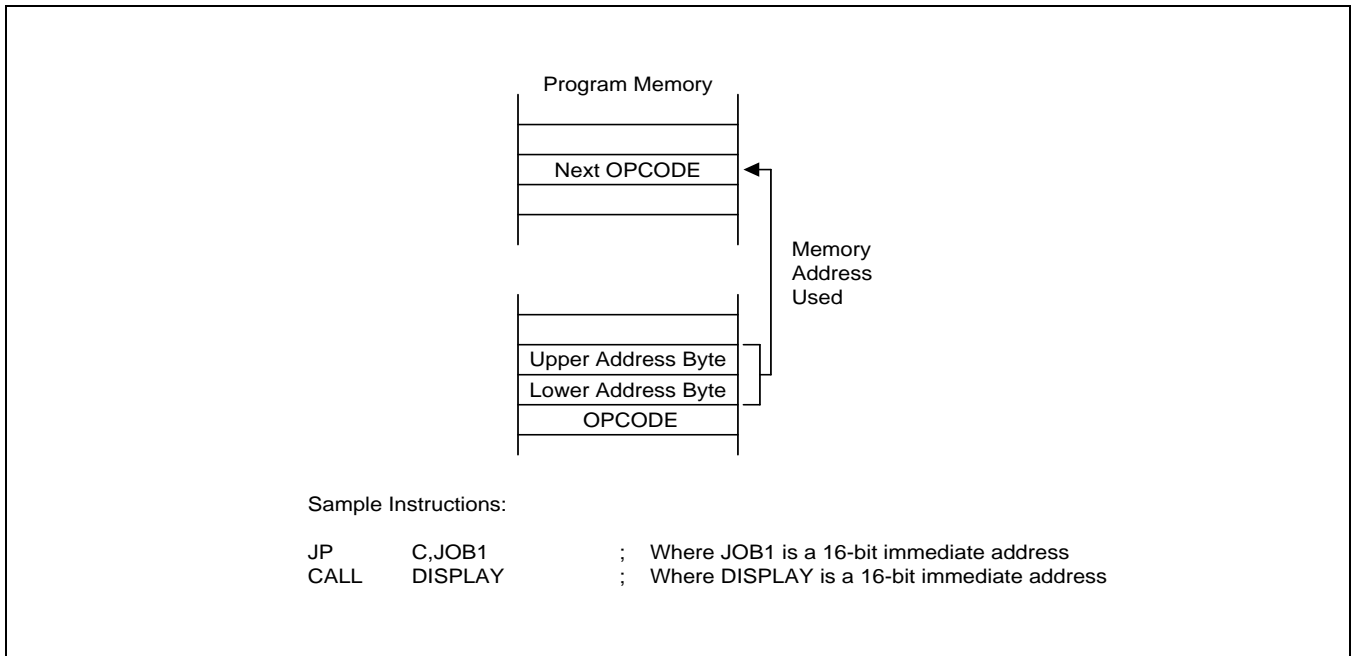 Program Memory
Next OPCODE
Memory
Address
Used
Upper Address Byte
Lower Address Byte
OPCODE
Sample Instructions:
JP C,JOB1 ; Where JOB1 is a 16-bit immediate address
CALL DISPLAY ; Where DISPLAY is a 16-bit immediate address